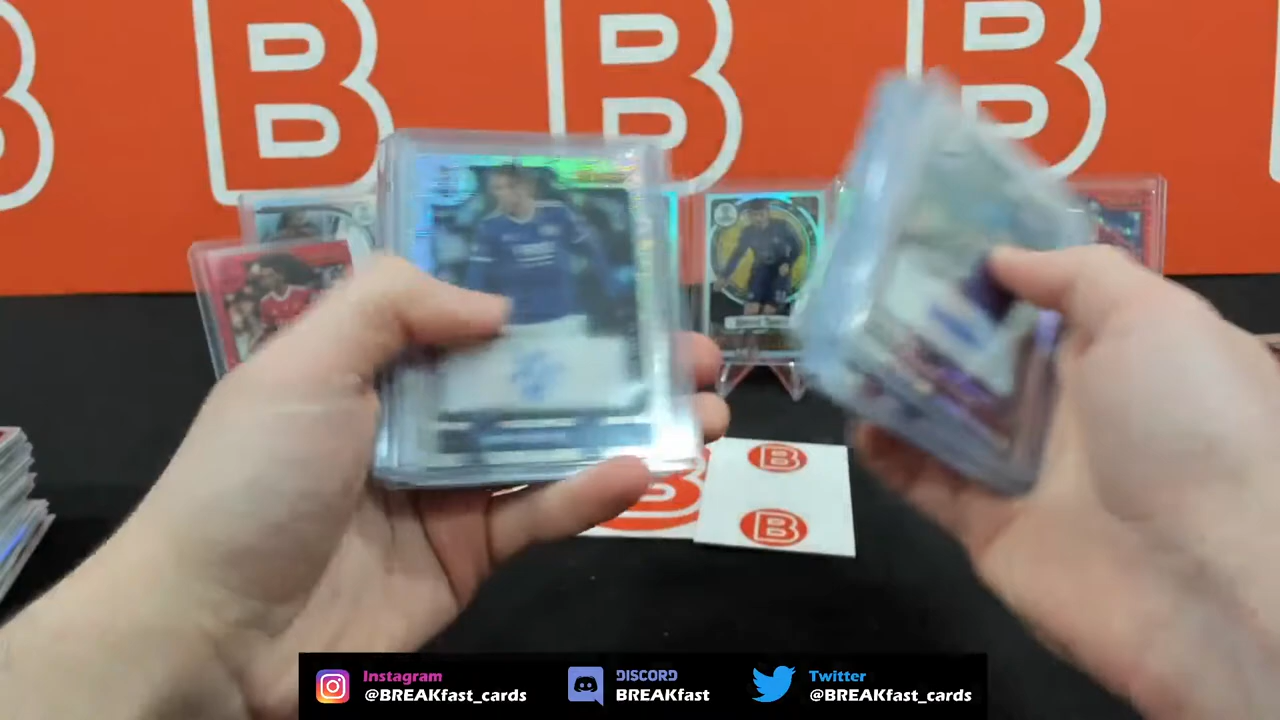 B B B B
B
B
B
Instagram
@BREAKfast_cards
DISCORD
BREAKfast
Twitter
@BREAKfast_cards